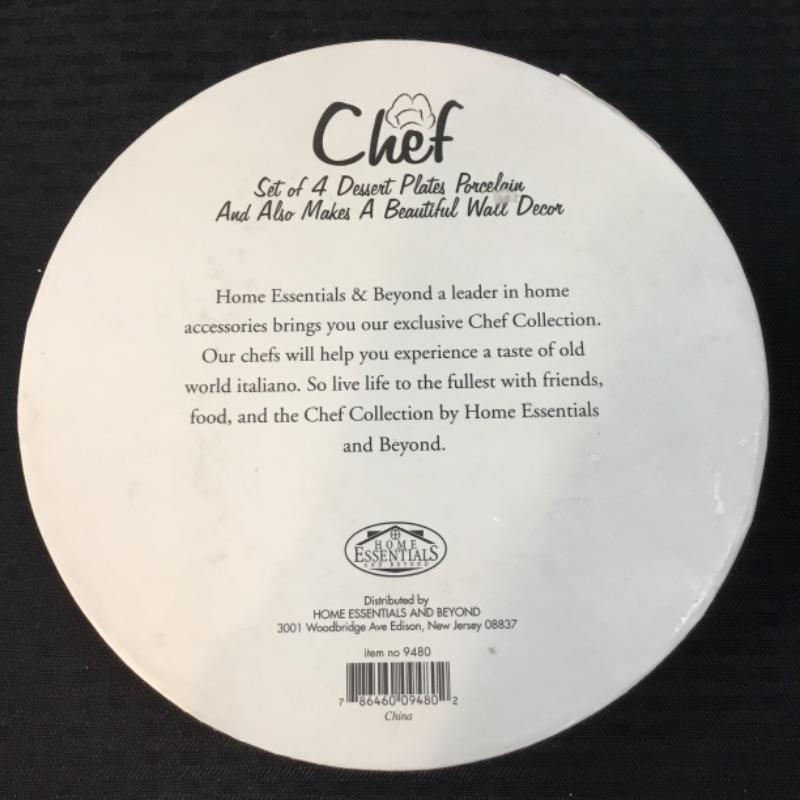 Chef
Set of 4 Dessert Plates Porcelain
And Also Makes A Beautiful Wall Decor
Home Essentials & Beyond a leader in home
accessories brings you our exclusive Chef Collection.
Our chefs will help you experience a taste of old
world italiano. So live life to the fullest with friends,
food, and the Chef Collection by Home Essentials
and Beyond.
HOME
ESSENTIALS
AND BEYOND
Distributed by
HOME ESSENTIALS AND BEYOND
3001 Woodbridge Ave Edison, New Jersey 08837
item no 9480
7 86460 09480 2
China